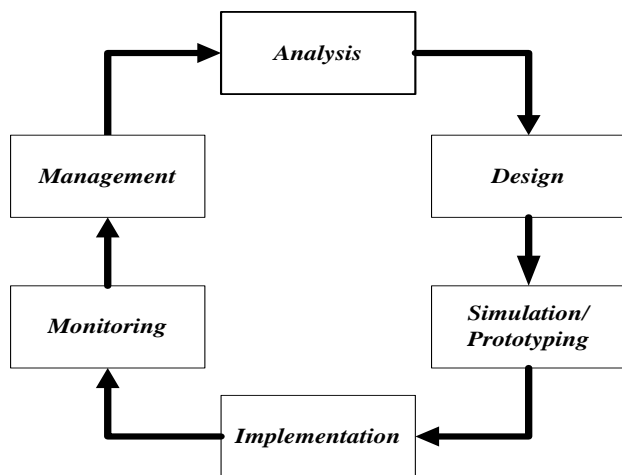 Analysis
Management
Design
Monitoring
Simulation/
Prototyping
Implementation